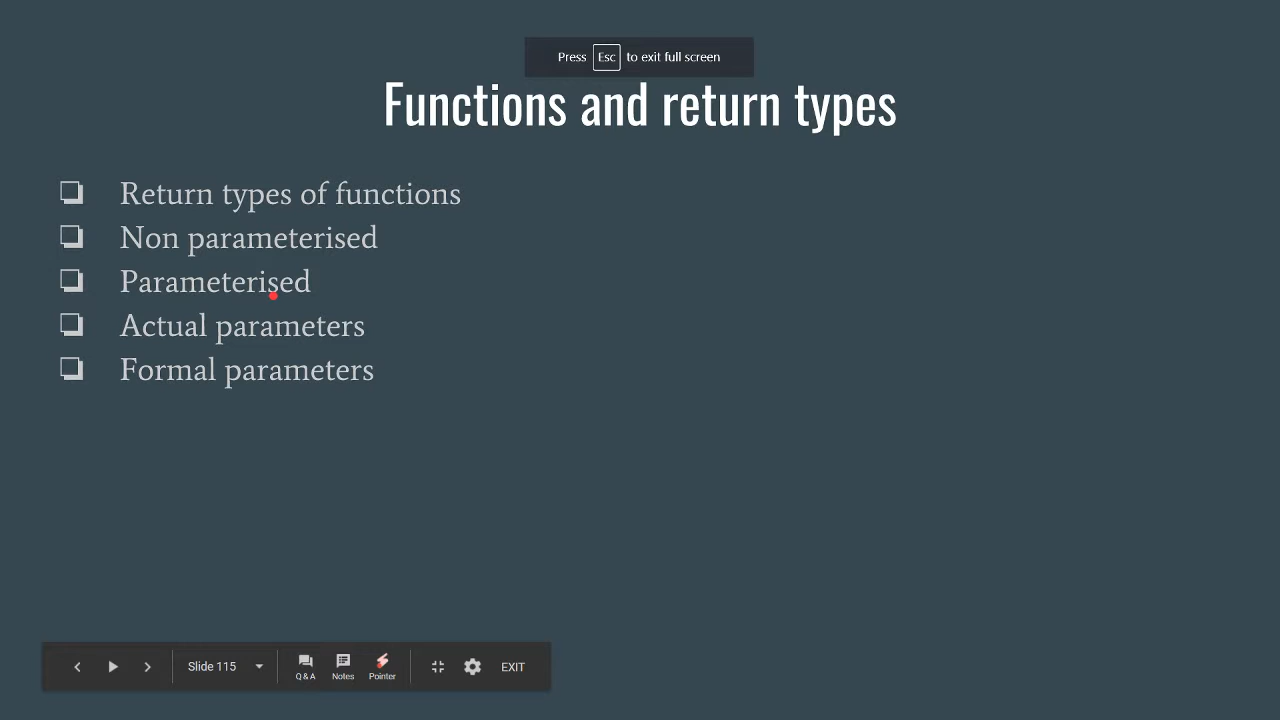 Press Esc to exit full screen
Functions and return types
Return types of functions
Non parameterised
Parameterised
Actual parameters
Formal parameters
Slide 115
Q & A
Notes
Pointer
EXIT